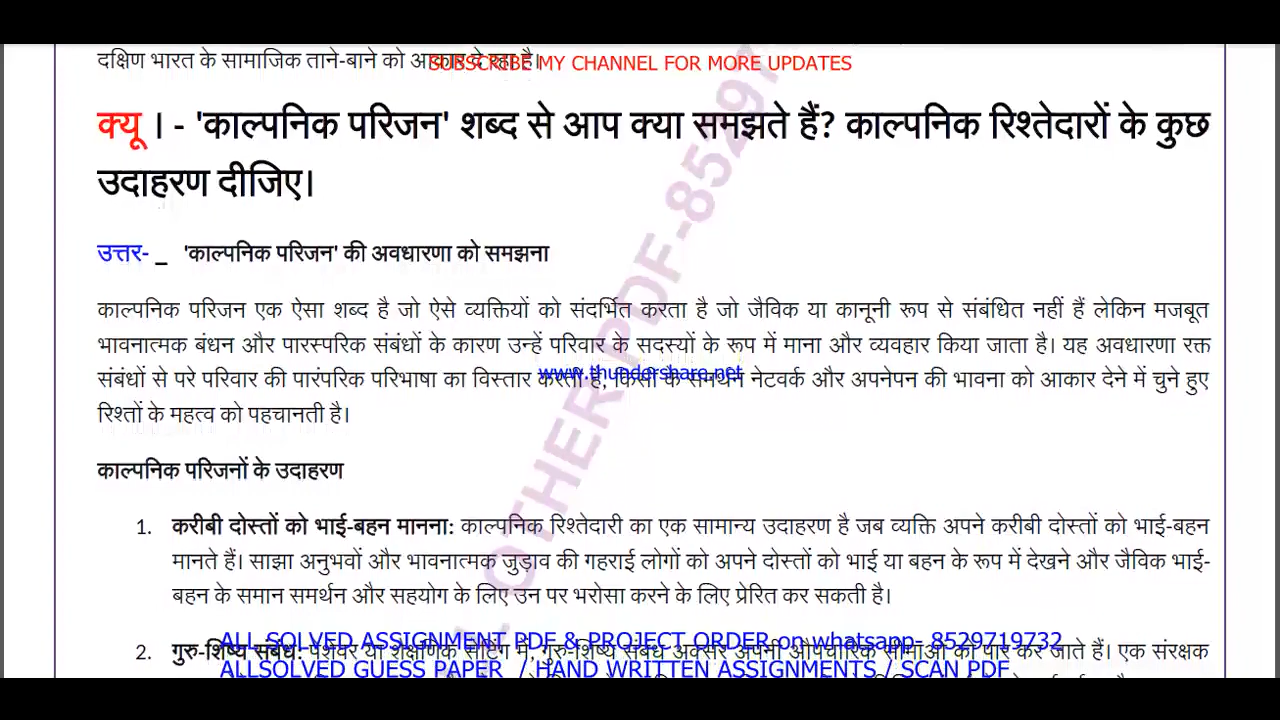 दक्षिण भारत के सामाजिक ताने-बाने को आकार दे रहा है।
SUBSCRIBE MY CHANNEL FOR MORE UPDATES
क्यू । - 'काल्पनिक परिजन' शब्द से आप क्या समझते हैं? काल्पनिक रिश्तेदारों के कुछ
उदाहरण दीजिए।
उत्तर- _ 'काल्पनिक परिजन' की अवधारणा को समझना
काल्पनिक परिजन एक ऐसा शब्द है जो ऐसे व्यक्तियों को संदर्भित करता है जो जैविक या कानूनी रूप से संबंधित नहीं हैं लेकिन मजबूत
भावनात्मक बंधन और पारस्परिक संबंधों के कारण उन्हें परिवार के सदस्यों के रूप में माना और व्यवहार किया जाता है। यह अवधारणा रक्त
संबंधों से परे परिवार की पारंपरिक परिभाषा का विस्तार करती है, किसी के समर्थन नेटवर्क और अपनेपन की भावना को आकार देने में चुने हुए
www.thundershare.net
रिश्तों के महत्व को पहचानती है।
काल्पनिक परिजनों के उदाहरण
1. करीबी दोस्तों को भाई-बहन मानना: काल्पनिक रिश्तेदारी का एक सामान्य उदाहरण है जब व्यक्ति अपने करीबी दोस्तों को भाई-बहन
मानते हैं। साझा अनुभवों और भावनात्मक जुड़ाव की गहराई लोगों को अपने दोस्तों को भाई या बहन के रूप में देखने और जैविक भाई-
बहन के समान समर्थन और सहयोग के लिए उन पर भरोसा करने के लिए प्रेरित कर सकती है।
ALL SOLVED ASSIGNMENT PDF & PROJECT ORDER on whatsapp- 8529719732
2. गुरु-शिष्य संबंध: पेशेवर या शैक्षणिक सेटिंग में, गुरु-शिष्य संबंध अक्सर अपनी औपचारिक सीमाओं को पार कर जाते हैं। एक संरक्षक
ALLSOLVED GUESS PAPER / HAND WRITTEN ASSIGNMENTS / SCAN PDF
OTHER PDF-85297